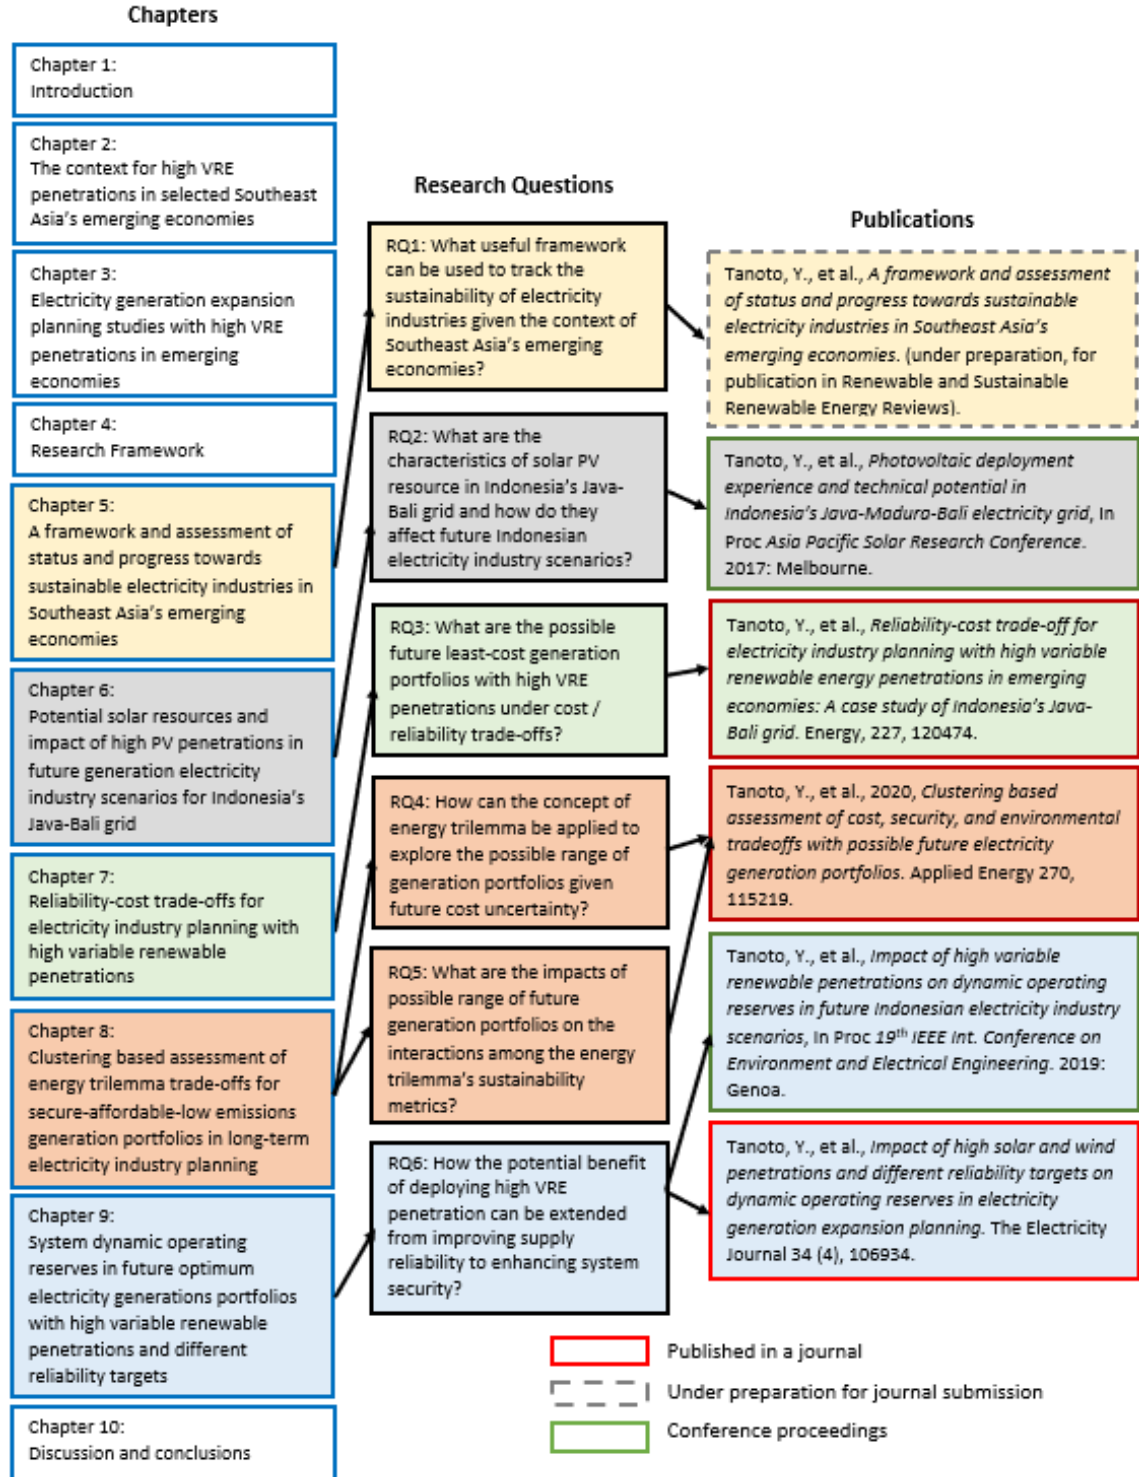 Chapters
Chapter 1:
Introduction
Chapter 2:
The context for high VRE
penetrations in selected Southeast
Asia's emerging economies
Chapter 3:
Electricity generation expansion
planning studies with high VRE
penetrations in emerging
economies
Chapter 4:
Research Framework
Chapter 5:
A framework and assessment of
status and progress towards
sustainable electricity industries in
Southeast Asia's emerging
economies
Chapter 6:
Potential solar resources and
impact of high PV penetrations in
future generation electricity
industry scenarios for Indonesia's
Java-Bali grid
Chapter 7:
Reliability-cost trade-offs for
electricity industry planning with
high variable renewable
penetrations
Chapter 8:
Clustering based assessment of
energy trilemma trade-offs for
secure-affordable-low emissions
generation portfolios in long-term
electricity industry planning
Chapter 9:
System dynamic operating
reserves in future optimum
electricity generations portfolios
with high variable renewable
penetrations and different
reliability targets
Chapter 10:
Discussion and conclusions
Research Questions
RQ1: What useful framework
can be used to track the
sustainability of electricity
industries given the context of
Southeast Asia's emerging
economies?
RQ2: What are the
characteristics of solar PV
resource in Indonesia's Java-
Bali grid and how do they
affect future Indonesian
electricity industry scenarios?
RQ3: What are the possible
future least-cost generation
portfolios with high VRE
penetrations under cost /
reliability trade-offs?
RQ4: How can the concept of
energy trilemma be applied to
explore the possible range of
generation portfolios given
future cost uncertainty?
RQ5: What are the impacts of
possible range of future
generation portfolios on the
interactions among the energy
trilemma's sustainability
metrics?
RQ6: How the potential benefit
of deploying high VRE
penetration can be extended
from improving supply
reliability to enhancing system
security?
Publications
Tanoto, Y., et al., A framework and assessment
of status and progress towards sustainable
electricity industries in Southeast Asia's
emerging economies. (under preparation, for
publication in Renewable and Sustainable
Renewable Energy Reviews).
Tanoto, Y., et al., Photovoltaic deployment
experience and technical potential in
Indonesia's Java-Madura-Bali electricity grid, In
Proc Asia Pacific Solar Research Conference.
2017: Melbourne.
Tanoto, Y., et al., Reliability-cost trade-off for
electricity industry planning with high variable
renewable energy penetrations in emerging
economies: A case study of Indonesia's Java-
Bali grid. Energy, 227, 120474.
Tanoto, Y., et al., 2020, Clustering based
assessment of cost, security, and environmental
tradeoffs with possible future electricity
generation portfolios. Applied Energy 270,
115219.
Tanoto, Y., et al., Impact of high variable
renewable penetrations on dynamic operating
reserves in future Indonesian electricity industry
scenarios, In Proc 19th IEEE Int. Conference on
Environment and Electrical Engineering. 2019:
Genoa.
Tanoto, Y., et al., Impact of high solar and wind
penetrations and different reliability targets on
dynamic operating reserves in electricity
generation expansion planning. The Electricity
Journal 34 (4), 106934.
Published in a journal
Under preparation for journal submission
Conference proceedings